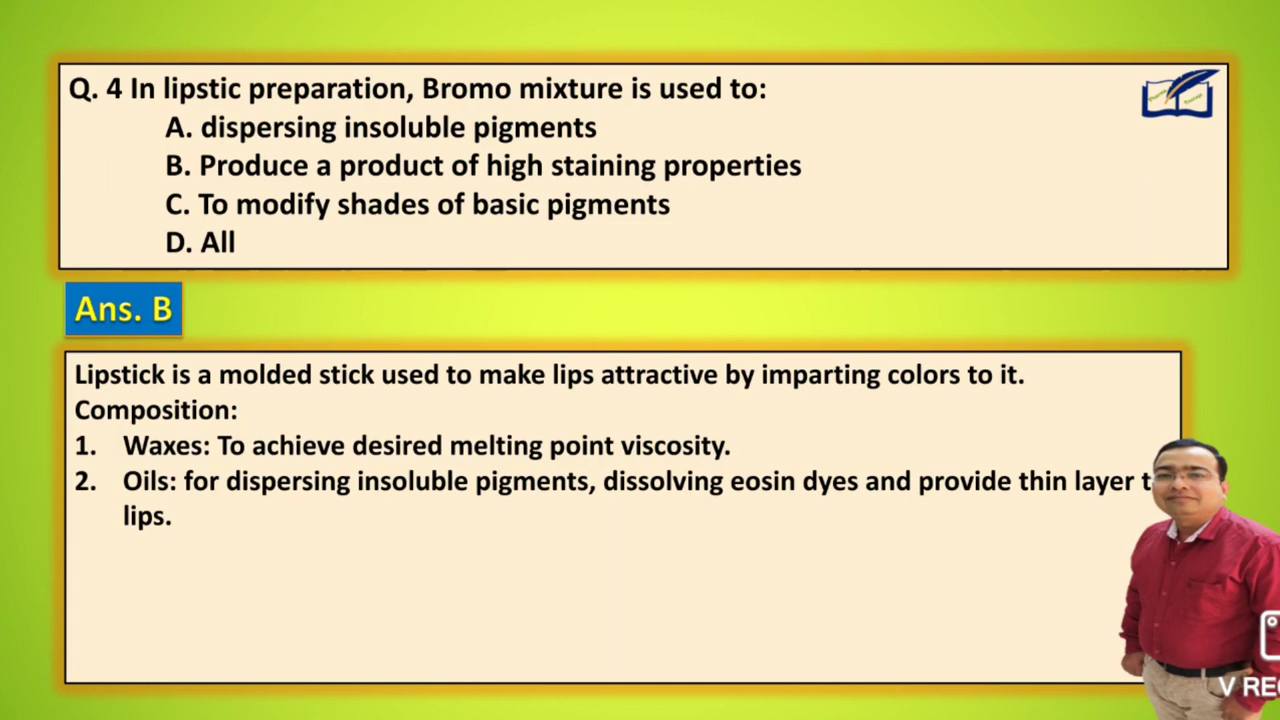 Q. 4 In lipstic preparation, Bromo mixture is used to:
A. dispersing insoluble pigments
B. Produce a product of high staining properties
C. To modify shades of basic pigments
D. All
Ans. B
Lipstick is a molded stick used to make lips attractive by imparting colors to it.
Composition:
1. Waxes: To achieve desired melting point viscosity.
2. Oils: for dispersing insoluble pigments, dissolving eosin dyes and provide thin layer t
lips.
V REC